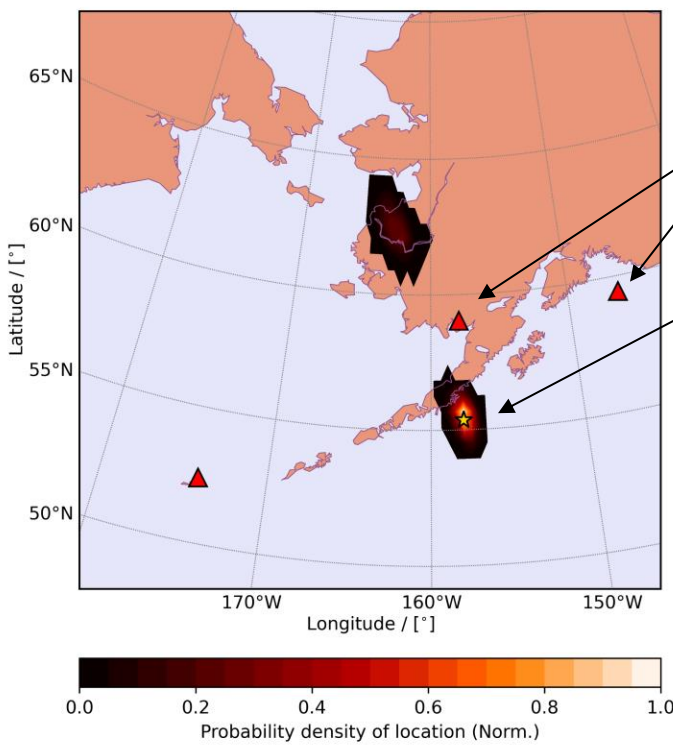 65°N
60°N
55°N
50°N
Latitude / [°]
170°W 160°W 150°W
Longitude / [°]
0.0 0.2 0.4 0.6 0.8 1.0
Probability density of location (Norm.)